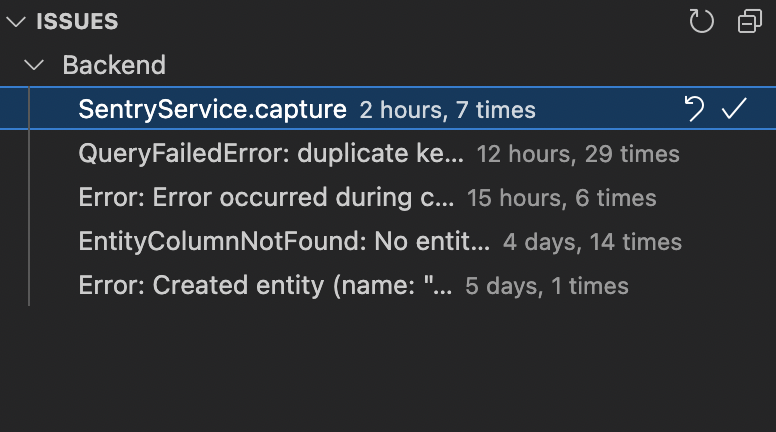 ISSUES
Backend
SentryService.capture 2 hours, 7 times
QueryFailedError: duplicate ke... 12 hours, 29 times
Error: Error occurred during c... 15 hours, 6 times
EntityColumnNotFound: No entit... 4 days, 14 times
Error: Created entity (name: "... 5 days, 1 times